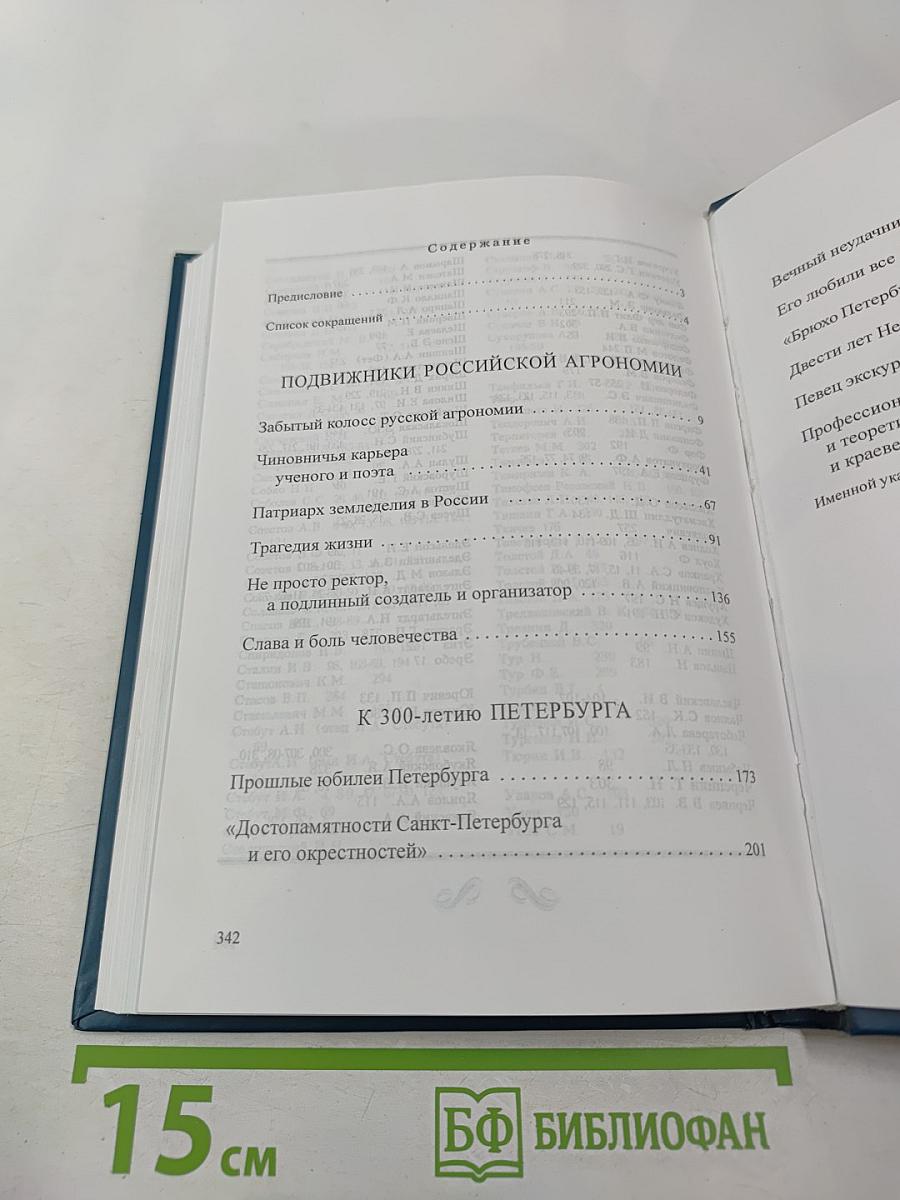 Содержание
Предисловие ........................................ 3
Список сокращений ........................................ 4
ПОДВИЖНИКИ РОССИЙСКОЙ АГРОНОМИИ
Забытый колосс русской агрономии .................... 9
Чиновничья карьера
ученого и поэта ........................................ 41
Патриарх земледелия в России .................... 67
Трагедия жизни ........................................ 91
Не просто ректор,
а подлинный создатель и организатор .................... 136
Слава и боль человечества .............................. 155
К 300-летию ПЕТЕРБУРГА
Прошлые юбилеи Петербурга .............................. 173
«Достопамятности Санкт-Петербурга
и его окрестностей» .............................. 201
342
Вечный неудачни
Его любили все
«Брюхо Петербу
Двести лет Не
Певец экскур
Профессион
и теорети
и краеве
Именной ука
15 см
БФ БИБЛИОФАН